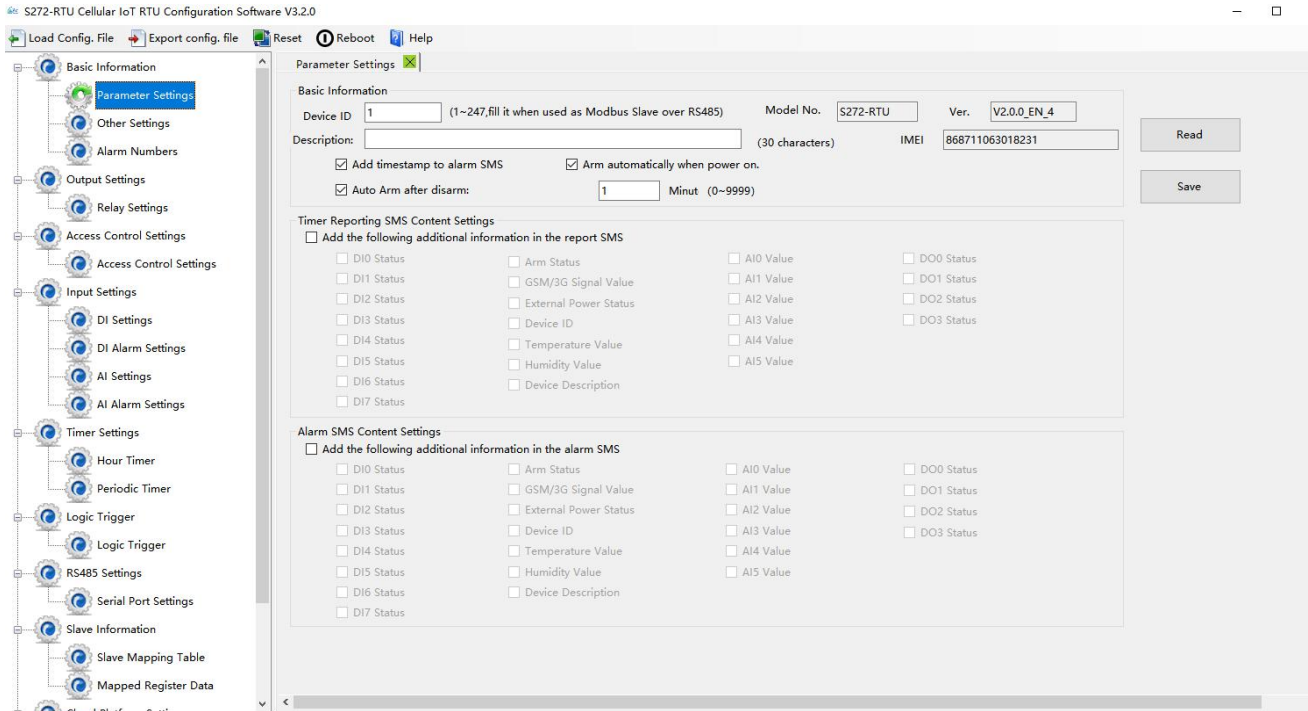 S272-RTU Cellular IoT RTU Configuration Software V3.2.0
Load Config. File Export config. file Reset Reboot Help
Basic Information
Parameter Settings
Other Settings
Alarm Numbers
Output Settings
Relay Settings
Access Control Settings
Access Control Settings
Input Settings
DI Settings
DI Alarm Settings
AI Settings
AI Alarm Settings
Timer Settings
Hour Timer
Periodic Timer
Logic Trigger
Logic Trigger
RS485 Settings
Serial Port Settings
Slave Information
Slave Mapping Table
Mapped Register Data
Parameter Settings
Basic Information
Device ID 1 (1~247,fill it when used as Modbus Slave over RS485) Model No. S272-RTU Ver. V2.0.0_EN_4
Description: (30 characters) IMEI 868711063018231
Add timestamp to alarm SMS Arm automatically when power on.
Auto Arm after disarm: 1 Minut (0~9999)
Read
Save
Timer Reporting SMS Content Settings
Add the following additional information in the report SMS
DI0 Status Arm Status AI0 Value DO0 Status
DI1 Status GSM/3G Signal Value AI1 Value DO1 Status
DI2 Status External Power Status AI2 Value DO2 Status
DI3 Status Device ID AI3 Value DO3 Status
DI4 Status Temperature Value AI4 Value
DI5 Status Humidity Value AI5 Value
DI6 Status Device Description
DI7 Status
Alarm SMS Content Settings
Add the following additional information in the alarm SMS
DI0 Status Arm Status AI0 Value DO0 Status
DI1 Status GSM/3G Signal Value AI1 Value DO1 Status
DI2 Status External Power Status AI2 Value DO2 Status
DI3 Status Device ID AI3 Value DO3 Status
DI4 Status Temperature Value AI4 Value
DI5 Status Humidity Value AI5 Value
DI6 Status Device Description
DI7 Status